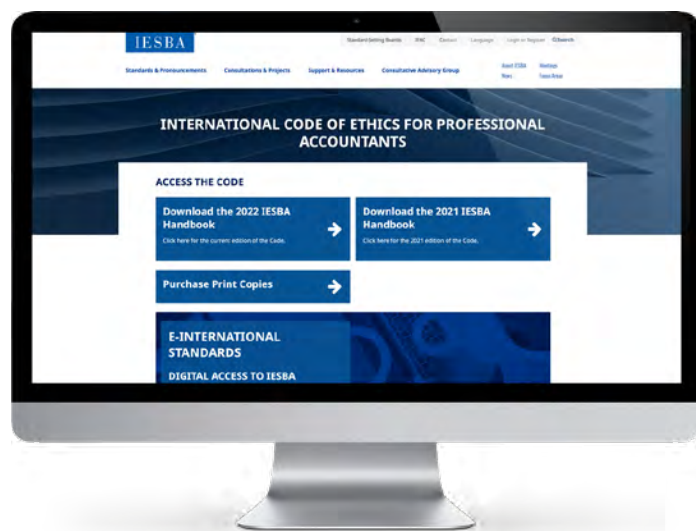 IESBA
Standard Setting Boards IFAC Contact Language Login or Register Search
Standards & Pronouncements Consultations & Projects Support & Resources Consultative Advisory Group
About IESBA Meetings
News Focus Areas
INTERNATIONAL CODE OF ETHICS FOR PROFESSIONAL
ACCOUNTANTS
ACCESS THE CODE
Download the 2022 IESBA
Handbook
Click here for the current edition of the Code.
Download the 2021 IESBA
Handbook
Click here for the 2021 edition of the Code.
Purchase Print Copies
E-INTERNATIONAL
STANDARDS
DIGITAL ACCESS TO IESBA